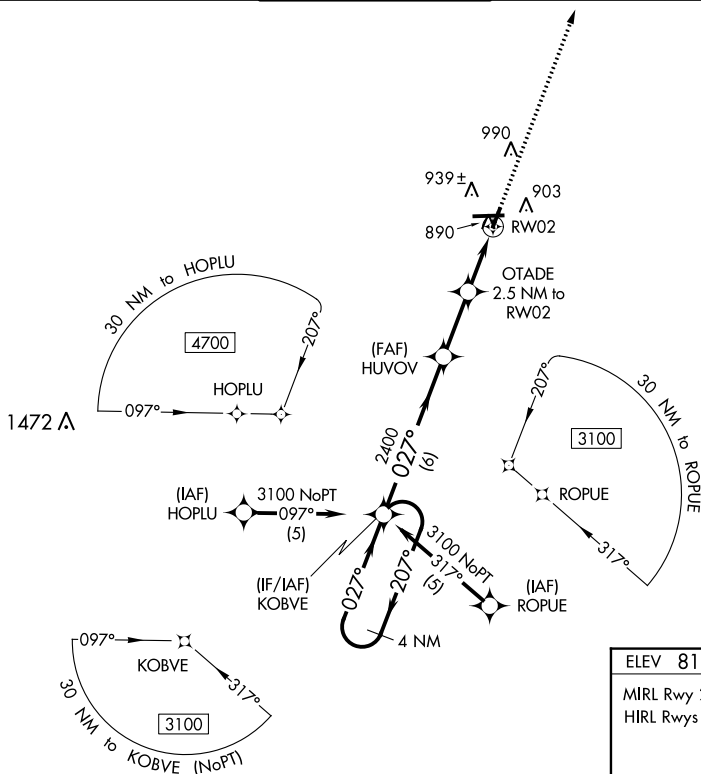 990
939±
903
890
RW02
OTADE
2.5 NM to
RW02
30 NM to HOPLU
4700
207°
HOPLU
097°
1472
(FAF)
HUVOV
207°
30 NM to ROPUE
3100
ROPUE
317°
2400
027°
(6)
(IAF)
HOPLU
3100 NoPT
097°
(5)
(IF/IAF)
KOBVE
3100 NoPT
317°
(5)
(IAF)
ROPUE
027°
207°
4 NM
097°
KOBVE
317°
3100
30 NM to KOBVE (NoPT)
ELEV 81
MIRL Rwy
HIRL Rwys